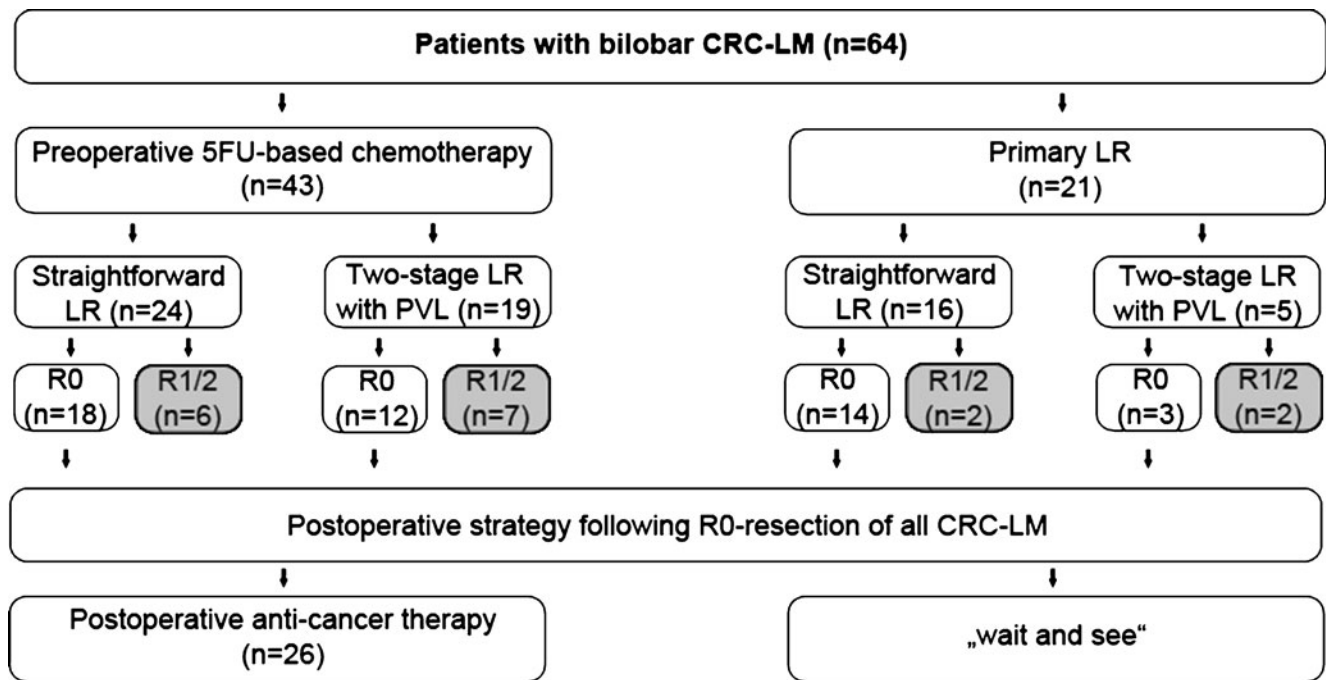 Patients with bilobar CRC-LM (n=64)
Preoperative 5FU-based chemotherapy
(n=43)
Primary LR
(n=21)
Straightforward
LR (n=24)
Two-stage LR
with PVL (n=19)
Straightforward
LR (n=16)
Two-stage LR
with PVL (n=5)
R0
(n=18)
R1/2
(n=6)
R0
(n=12)
R1/2
(n=7)
R0
(n=14)
R1/2
(n=2)
R0
(n=3)
R1/2
(n=2)
Postoperative strategy following R0-resection of all CRC-LM
Postoperative anti-cancer therapy
(n=26)
„wait and see“